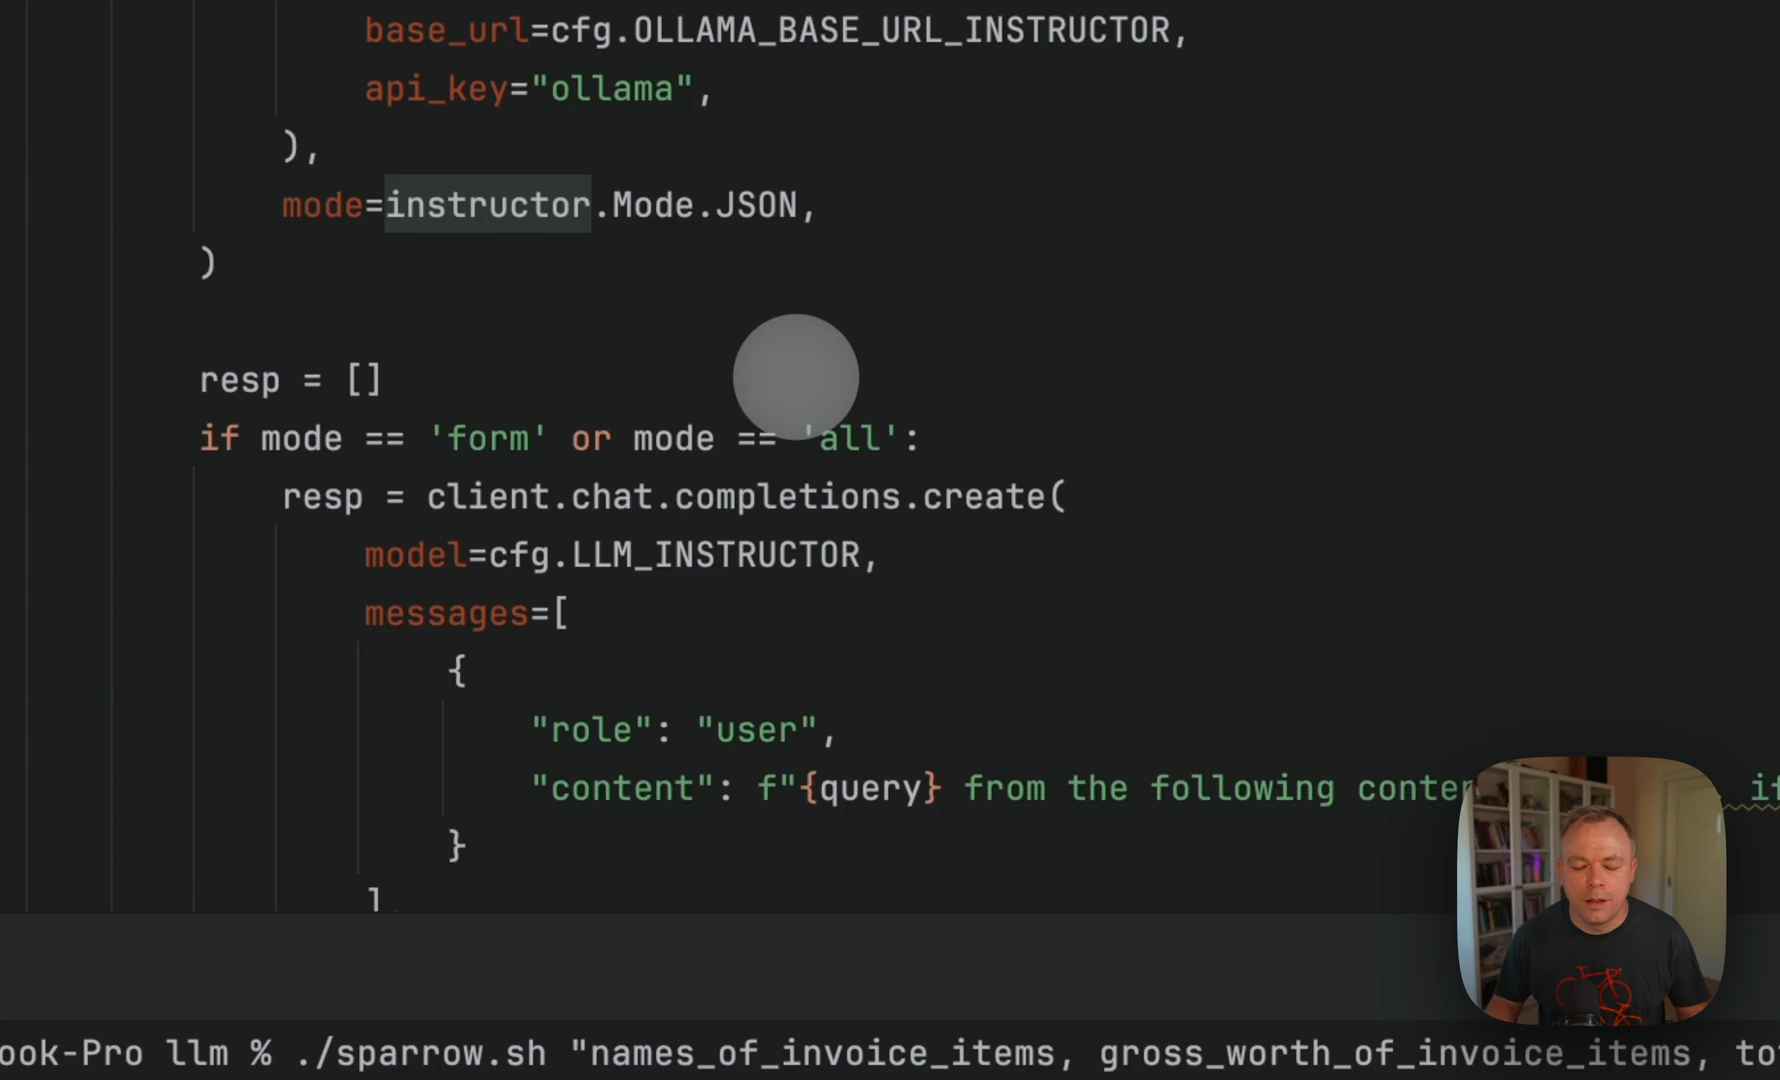 base_url=cfg.OLLAMA_BASE_URL_INSTRUCTOR,
api_key="ollama",
),
mode=instructor.Mode.JSON,
)
resp = []
if mode == 'form' or mode == 'all':
resp = client.chat.completions.create(
model=cfg.LLM_INSTRUCTOR,
messages=[
{
"role": "user",
"content": f"{query} from the following
}
]
ook-Pro llm % ./sparrow.sh "names_of_invoice_items, gross_worth_of_invoice_items,